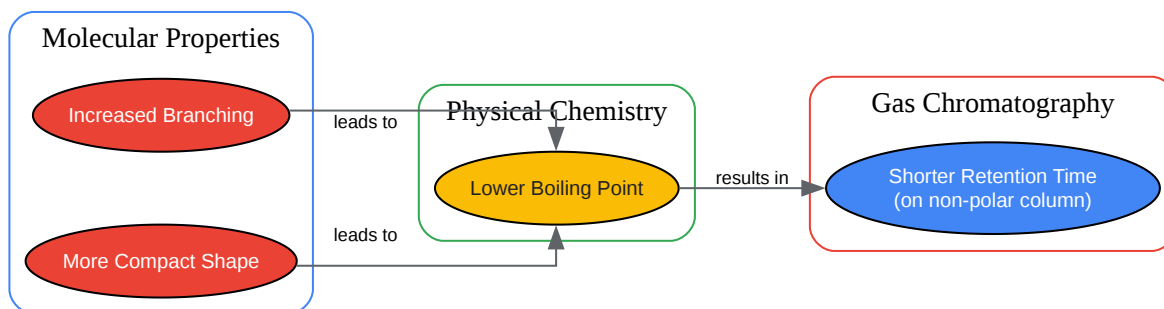 Molecular Properties
Increased Branching
More Compact Shape
leads to
leads to
Physical Chemistry
Lower Boiling Point
results in
Gas Chromatography
Shorter Retention Time
(on non-polar column)